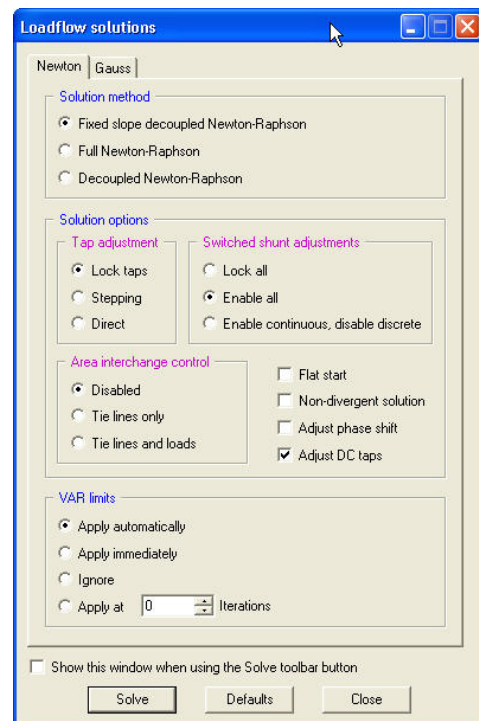 Loadflow solutions
Newton Gauss
Solution method
Fixed slope decoupled Newton-Raphson
Full Newton-Raphson
Decoupled Newton-Raphson
Solution options
Tap adjustment
Lock taps
Stepping
Direct
Switched shunt adjustments
Lock all
Enable all
Enable continuous, disable discrete
Area interchange control
Disabled
Tie lines only
Tie lines and loads
Flat start
Non-divergent solution
Adjust phase shift
Adjust DC taps
VAR limits
Apply automatically
Apply immediately
Ignore
Apply at 0 Iterations
Show this window when using the Solve toolbar button
Solve Defaults Close